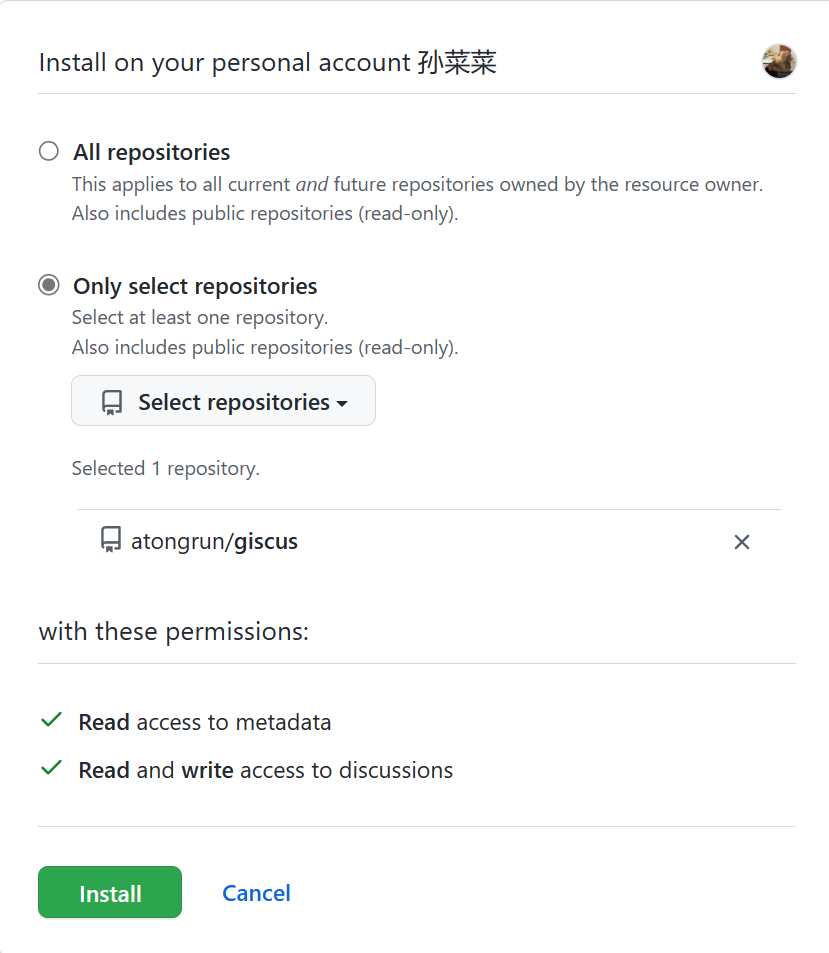 Install on your personal account 孙菜菜
All repositories
This applies to all current and future repositories owned by the resource owner.
Also includes public repositories (read-only).
Only select repositories
Select at least one repository.
Also includes public repositories (read-only).
Select repositories
Selected 1 repository.
atongrun/giscus
with these permissions:
Read access to metadata
Read and write access to discussions
Install Cancel